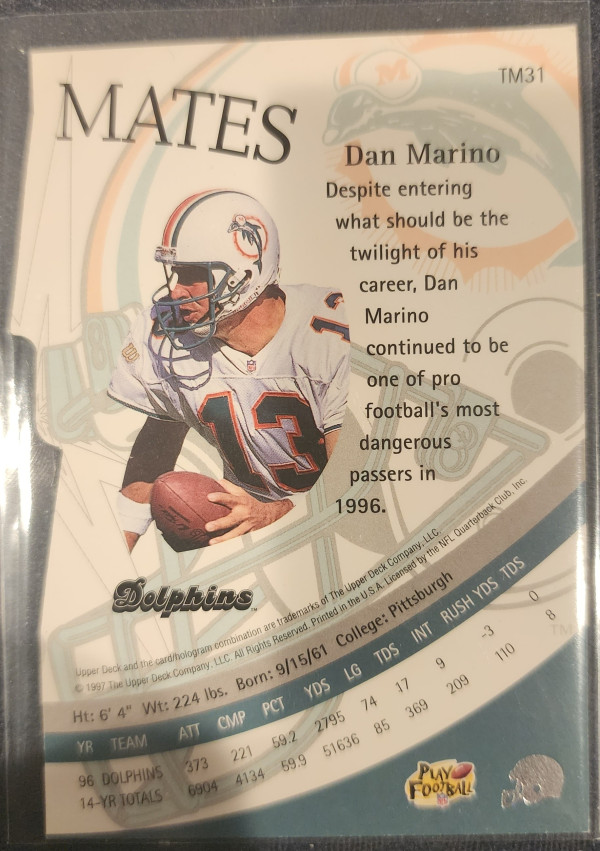 TM31
MATES
Dan Marino
Despite entering
what should be the
twilight of his
career, Dan
Marino
continued to be
one of pro
football's most
dangerous
passers in
1996.
M
13
13
Dolphins
TM
Upper Deck and the card/hologram combination are trademarks of The Upper Deck Company, LLC.
© 1997 The Upper Deck Company, LLC. All Rights Reserved. Printed in the U.S.A. Licensed by the NFL Quarterback Club, Inc.
Ht: 6' 4" Wt: 224 lbs. Born: 9/15/61 College: Pittsburgh
YR TEAM ATT CMP PCT YDS LG TDS INT RUSH YDS TDS
96 DOLPHINS 373 221 59.2 2795 74 17 9 -3 0
14-YR TOTALS 6904 4134 59.9 51636 85 369 209 110 8
PLAY
FOOTBALL
NFL